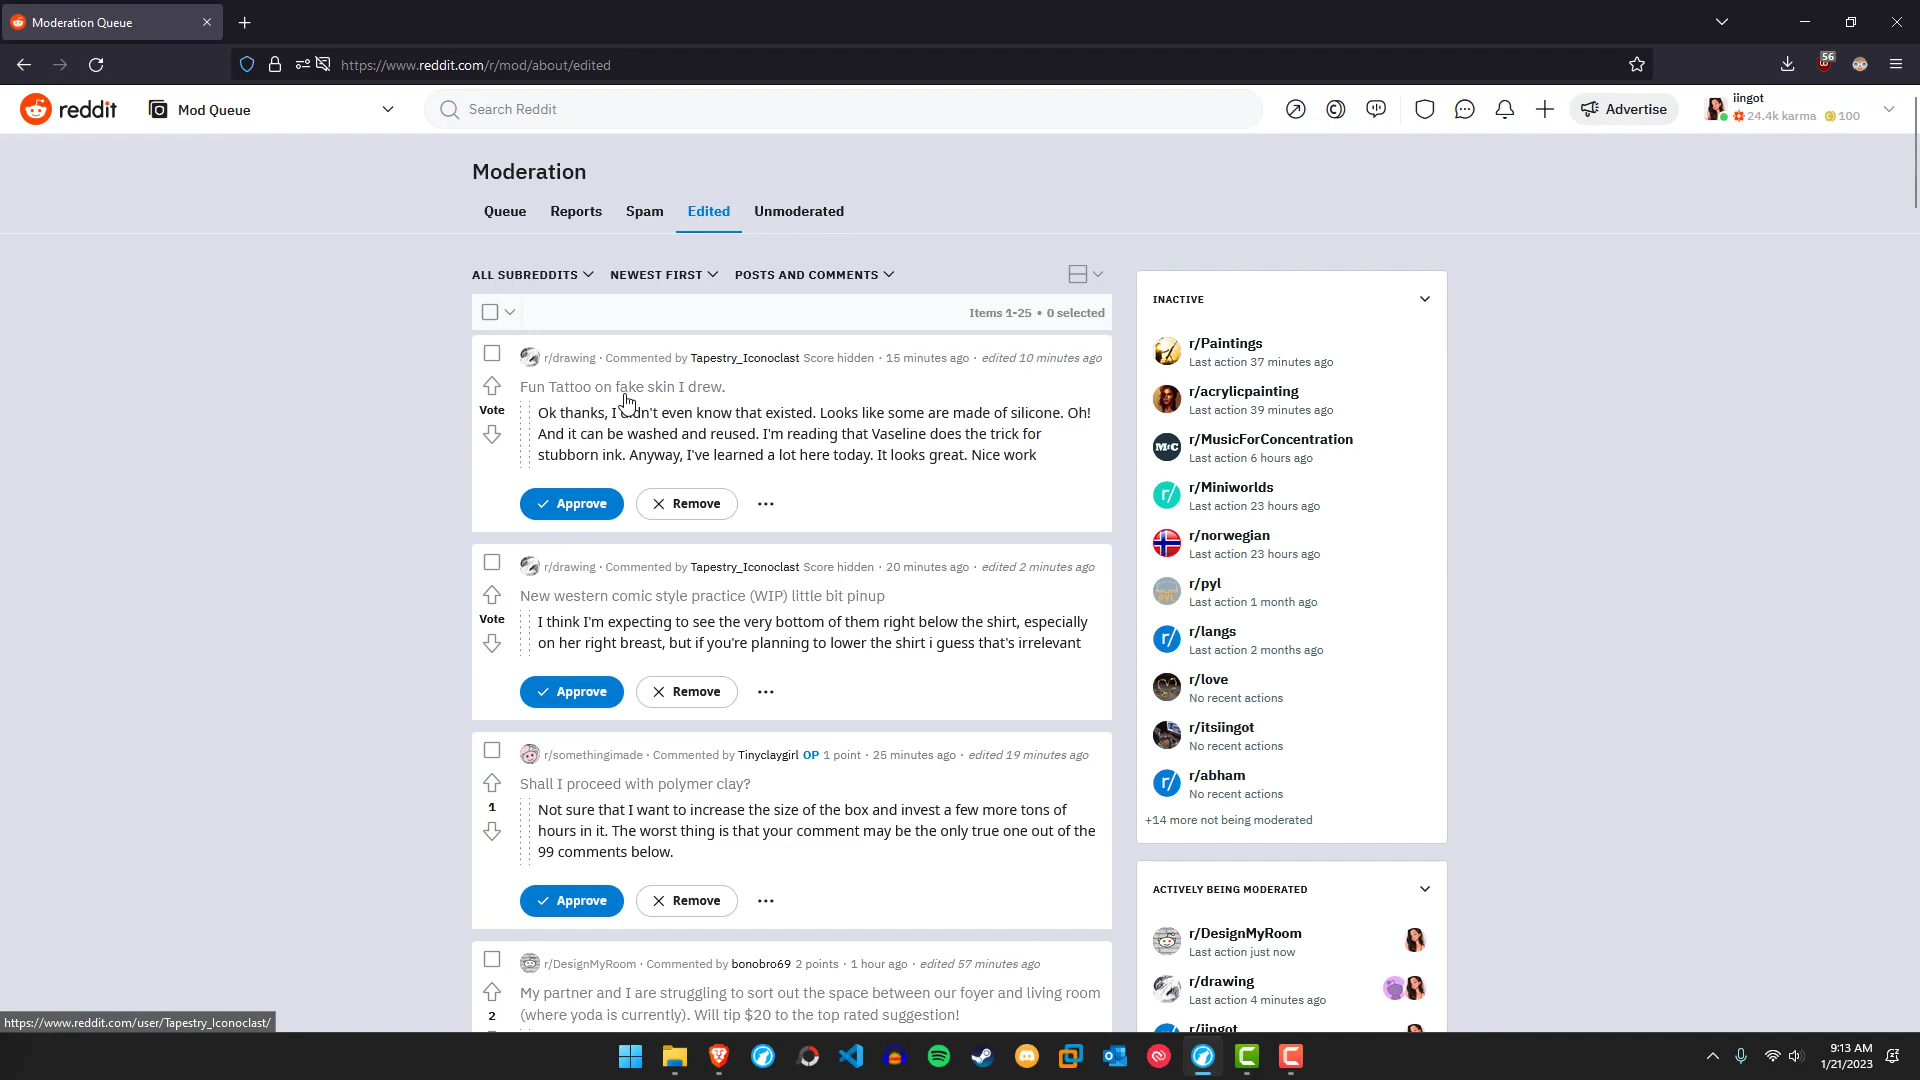 Moderation Queue
56
https://www.reddit.com/r/mod/about/edited
reddit
Mod Queue
Search Reddit
Advertise
iingot
24.4k karma 100
Moderation
Queue Reports Spam Edited Unmoderated
ALL SUBREDDITS NEWEST FIRST POSTS AND COMMENTS
Items 1-25 • 0 selected
r/drawing · Commented by Tapestry_Iconoclast Score hidden · 15 minutes ago · edited 10 minutes ago
Fun Tattoo on fake skin I drew.
Vote
Ok thanks, I didn't even know that existed. Looks like some are made of silicone. Oh!
And it can be washed and reused. I'm reading that Vaseline does the trick for
stubborn ink. Anyway, I've learned a lot here today. It looks great. Nice work
Approve Remove
r/drawing · Commented by Tapestry_Iconoclast Score hidden · 20 minutes ago · edited 2 minutes ago
New western comic style practice (WIP) little bit pinup
Vote
I think I'm expecting to see the very bottom of them right below the shirt, especially
on her right breast, but if you're planning to lower the shirt i guess that's irrelevant
Approve Remove
r/somethingimade · Commented by Tinyclaygirl OP 1 point · 25 minutes ago · edited 19 minutes ago
Shall I proceed with polymer clay?
1
Not sure that I want to increase the size of the box and invest a few more tons of
hours in it. The worst thing is that your comment may be the only true one out of the
99 comments below.
Approve Remove
r/DesignMyRoom · Commented by bonobro69 2 points · 1 hour ago · edited 57 minutes ago
My partner and I are struggling to sort out the space between our foyer and living room
(where yoda is currently). Will tip $20 to the top rated suggestion!
2
INACTIVE
r/Paintings
Last action 37 minutes ago
r/acrylicpainting
Last action 39 minutes ago
M&C
r/MusicForConcentration
Last action 6 hours ago
r/
r/Miniworlds
Last action 23 hours ago
r/norwegian
Last action 23 hours ago
PYL
r/pyl
Last action 1 month ago
r/
r/langs
Last action 2 months ago
r/love
No recent actions
r/itsiingot
No recent actions
r/
r/abham
No recent actions
+14 more not being moderated
ACTIVELY BEING MODERATED
r/DesignMyRoom
Last action just now
r/drawing
Last action 4 minutes ago
r/iingot
https://www.reddit.com/user/Tapestry_Iconoclast/
9:13 AM
1/21/2023